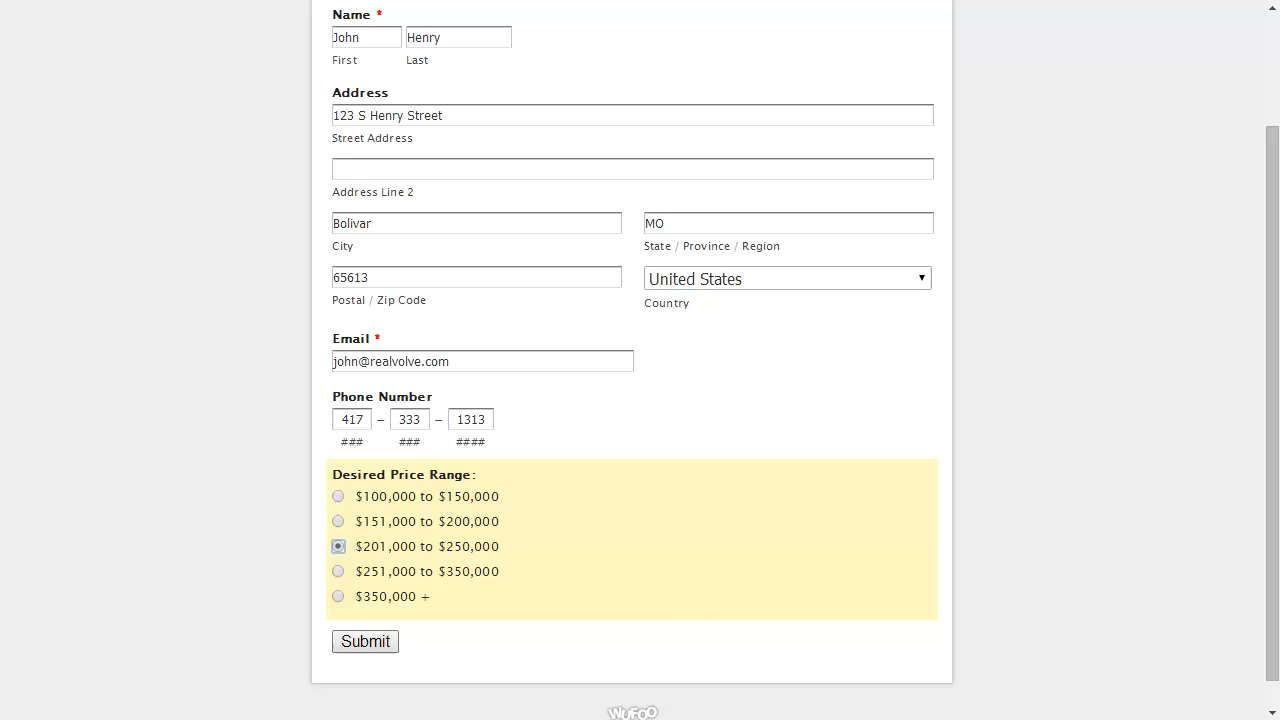 Name *
John Henry
First Last
Address
123 S Henry Street
Street Address
Address Line 2
Bolivar MO
City State / Province / Region
65613 United States
Postal / Zip Code Country
Email *
john@realvolve.com
Phone Number
417 – 333 – 1313
### ### ####
Desired Price Range:
$100,000 to $150,000
$151,000 to $200,000
$201,000 to $250,000
$251,000 to $350,000
$350,000 +
Submit
WUFOO